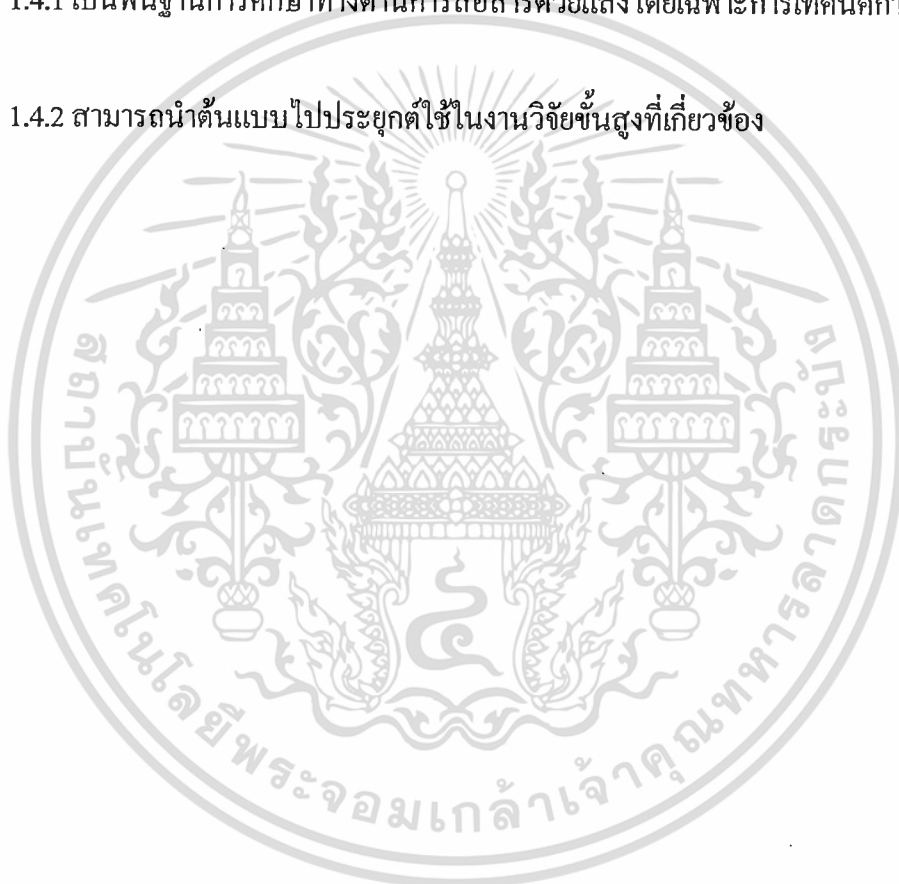 1.4.1 เป็นพื้นฐานการศึกษาทางด้านการสื่อสารด้วยแสง โดยเฉพาะการ
1.4.2 สามารถนำต้นแบบไปประยุกต์ใช้ในงานวิจัยขั้นสูงที่เกี่ยวข้อง
สถาบันเทคโนโลยีพระจอมเกล้าเจ้าคุณทหารลาดกระบัง
๔